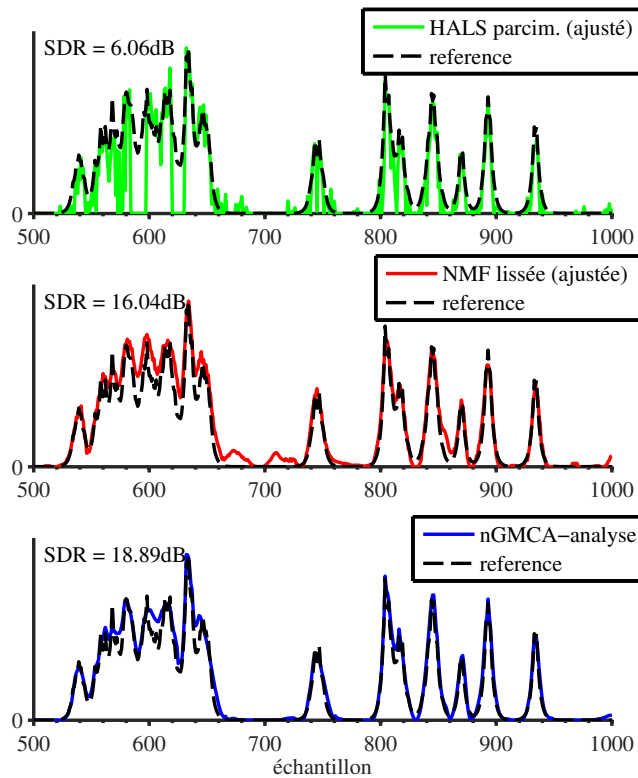 HALS parcim. (ajusté)
SDR = 6.06dB
reference
0
500 600 700 800 900 1000
NMF lissée (ajustée)
SDR = 16.04dB
reference
0
500 600 700 800 900 1000
nGMCA−analyse
SDR = 18.89dB
reference
0
500 600 700 800 900 1000
échantillon